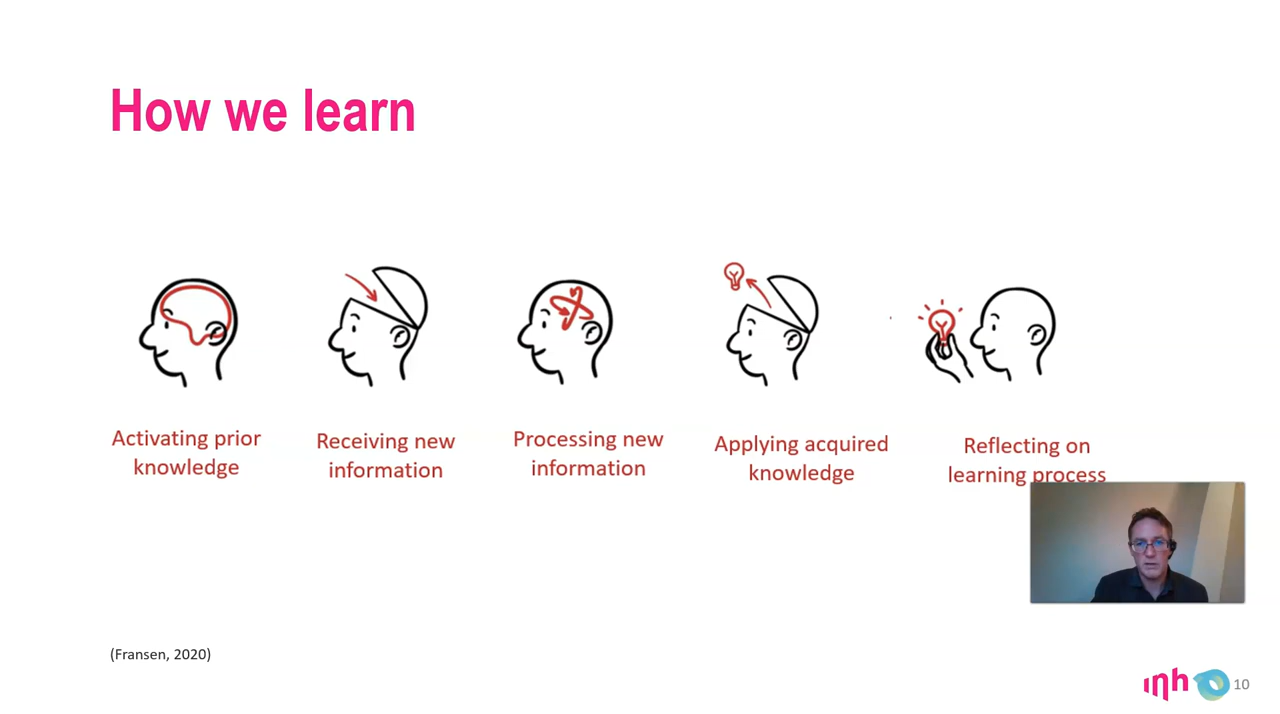 How we learn
Activating prior
knowledge
Receiving new
information
Processing new
information
Applying acquired
knowledge
Reflecting on
learning process
(Fransen, 2020)
inh
10